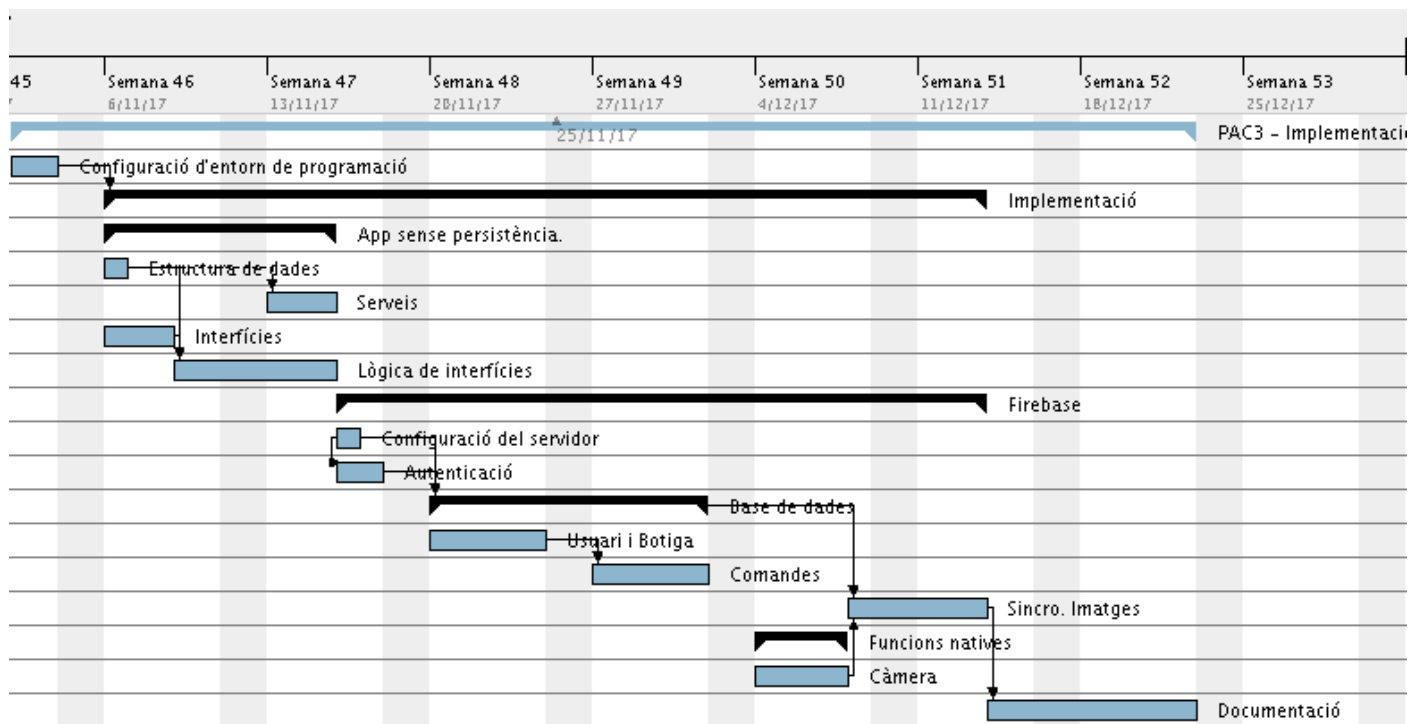 45 Semana 46 Semana 47 Semana 48 Semana 49 Semana 50 Semana 51 Semana 52 Semana 53
6/11/17 13/11/17 20/11/17 27/11/17 4/12/17 11/12/17 18/12/17 25/12/17
25/11/17 PAC3 - Implementació
Configuració d'entorn de programació
Implementació
App sense persistència.
Estructura de dades
Serveis
Interfícies
Lògica de interfícies
Firebase
Configuració del servidor
Autenticació
Base de dades
Usuari i Botiga
Comandes
Sincro. Imatges
Funcions natives
Càmera
Documentació